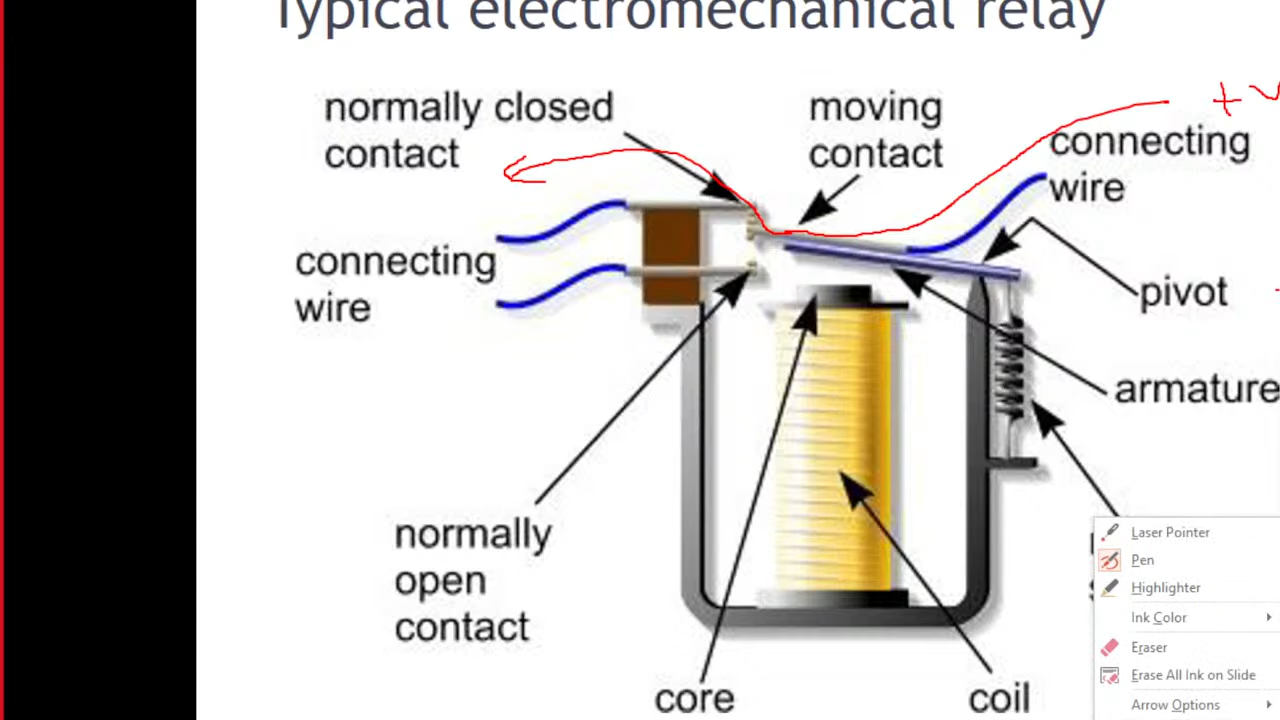 Typical electromechanical relay
normally closed
contact
moving
contact
+v
connecting
wire
connecting
wire
pivot
armature
normally
open
contact
core
coil
Laser Pointer
Pen
Highlighter
Ink Color
Eraser
Erase All Ink on Slide
Arrow Options